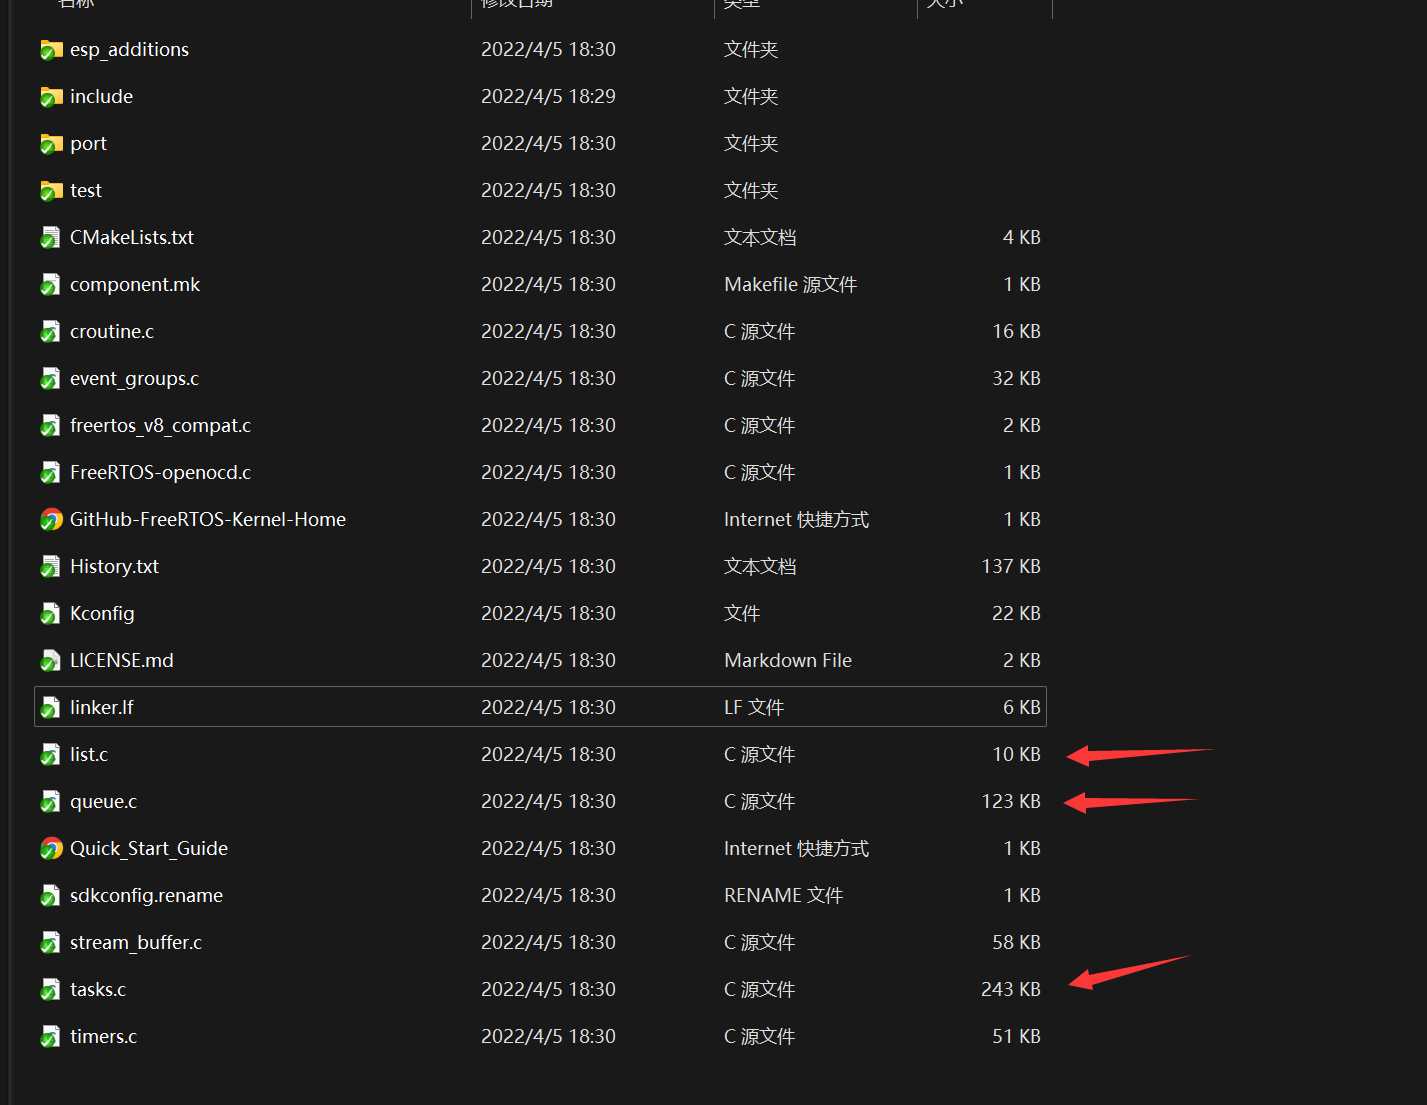 名称 修改日期 类型 大小
esp_additions 2022/4/5 18:30 文件夹
include 2022/4/5 18:29 文件夹
port 2022/4/5 18:30 文件夹
test 2022/4/5 18:30 文件夹
CMakeLists.txt 2022/4/5 18:30 文本文档 4 KB
component.mk 2022/4/5 18:30 Makefile 源文件 1 KB
croutine.c 2022/4/5 18:30 C 源文件 16 KB
event_groups.c 2022/4/5 18:30 C 源文件 32 KB
freertos_v8_compat.c 2022/4/5 18:30 C 源文件 2 KB
FreeRTOS-openocd.c 2022/4/5 18:30 C 源文件 1 KB
GitHub-FreeRTOS-Kernel-Home 2022/4/5 18:30 Internet 快捷方式 1 KB
History.txt 2022/4/5 18:30 文本文档 137 KB
Kconfig 2022/4/5 18:30 文件 22 KB
LICENSE.md 2022/4/5 18:30 Markdown File 2 KB
linker.lf 2022/4/5 18:30 LF 文件 6 KB
list.c 2022/4/5 18:30 C 源文件 10 KB
queue.c 2022/4/5 18:30 C 源文件 123 KB
Quick_Start_Guide 2022/4/5 18:30 Internet 快捷方式 1 KB
sdkconfig.rename 2022/4/5 18:30 RENAME 文件 1 KB
stream_buffer.c 2022/4/5 18:30 C 源文件 58 KB
tasks.c 2022/4/5 18:30 C 源文件 243 KB
timers.c 2022/4/5 18:30 C 源文件 51 KB